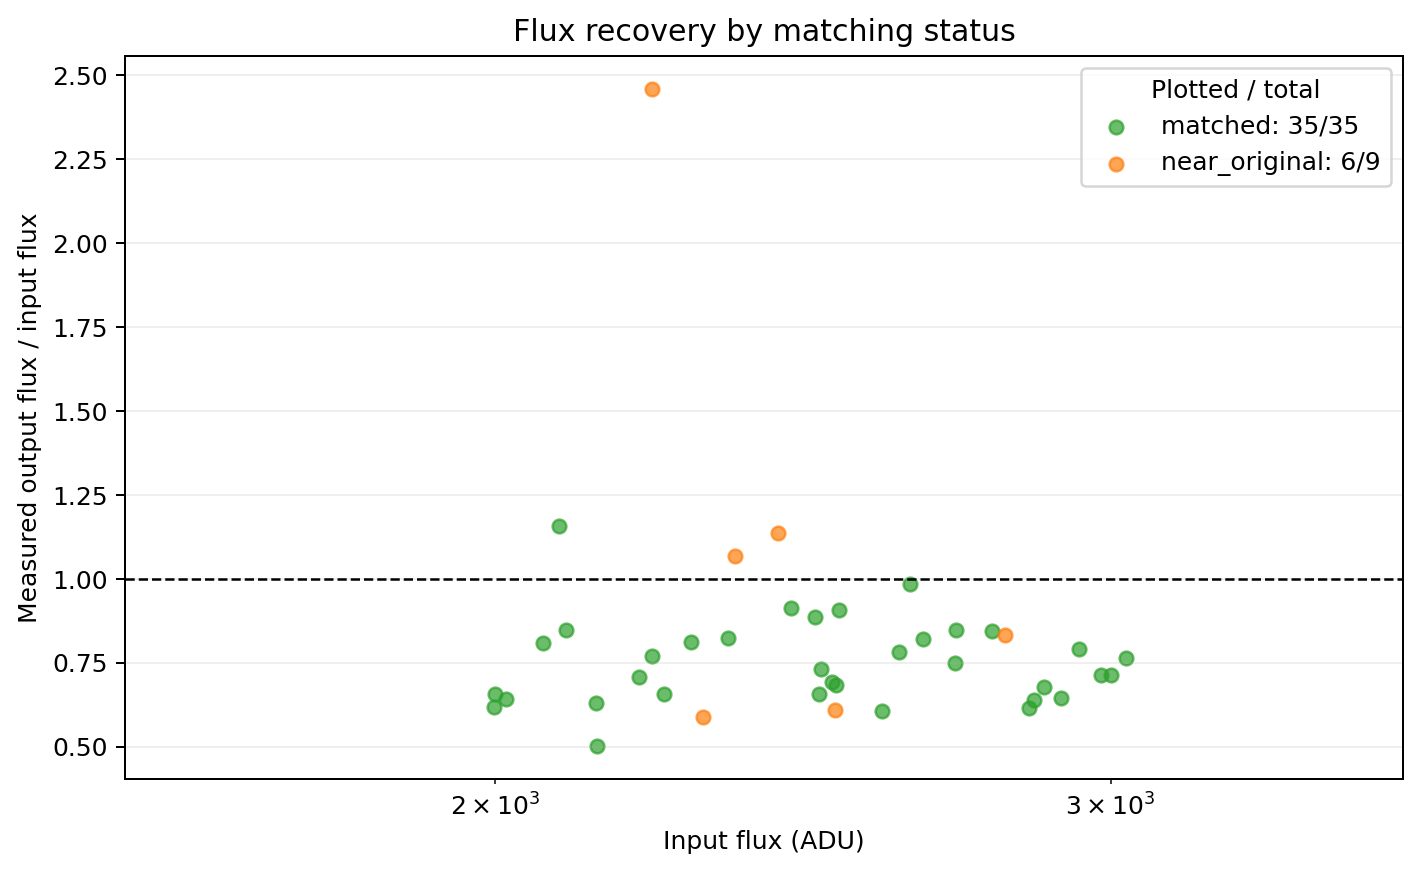 Flux recovery by matching status
Plotted / total
matched: 35/35
near_original: 6/9
Measured output flux / input flux
2.50
2.25
2.00
1.75
1.50
1.25
1.00
0.75
0.50
2 × 10³
3 × 10³
Input flux (ADU)